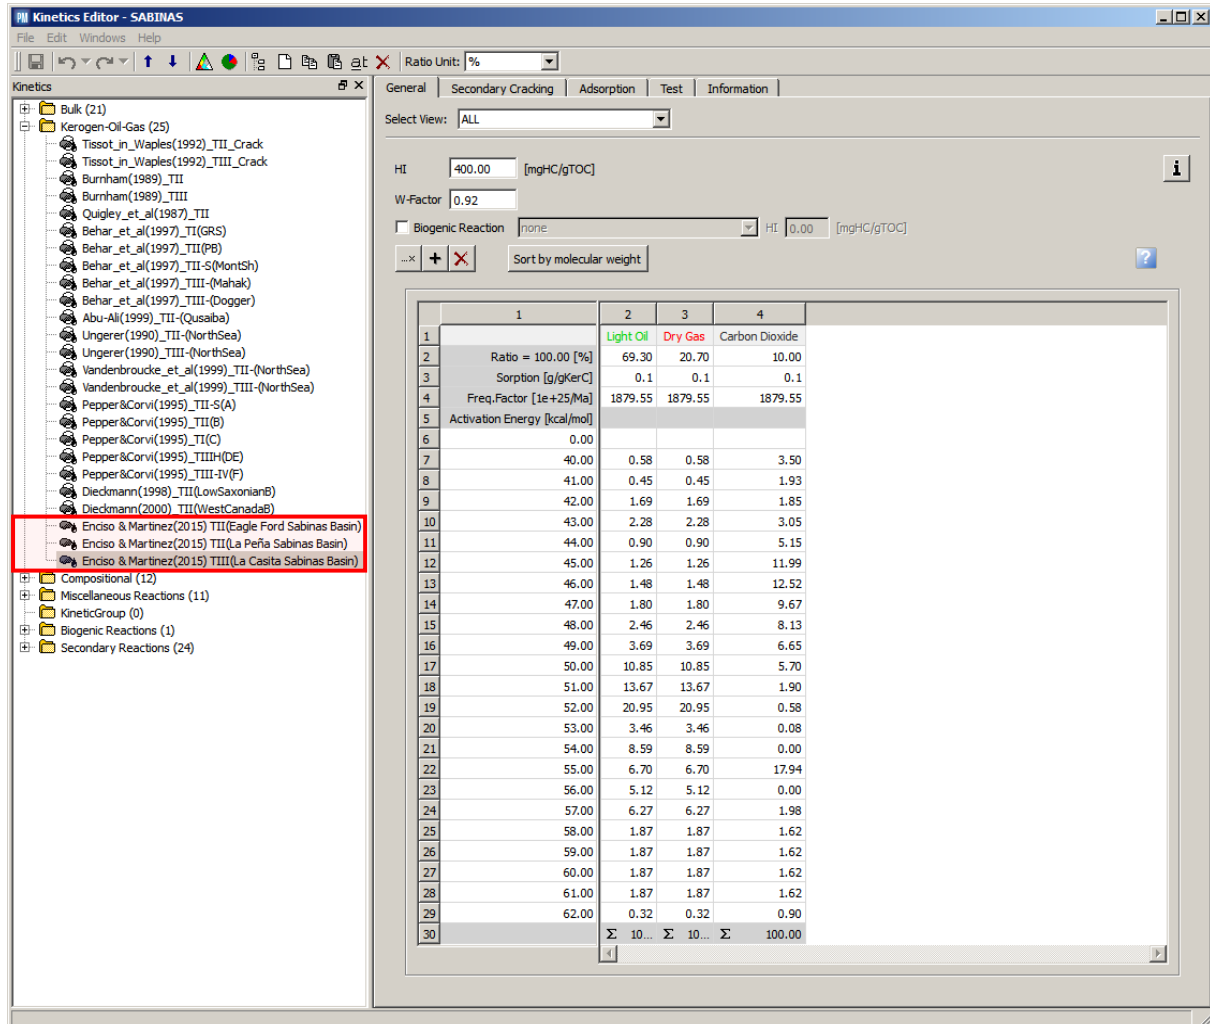 Kinetics Editor - SABINAS
File Edit Windows Help
Ratio Unit: %
Kinetics
Bulk (21)
Kerogen-Oil-Gas (25)
Tissot_in_Waples(1992)_TII_Crack
Tissot_in_Waples(1992)_TIII_Crack
Burnham(1989)_TII
Burnham(1989)_TIII
Quigley_et_al(1987)_TII
Behar_et_al(1997)_TI(GRS)
Behar_et_al(1997)_TII(PB)
Behar_et_al(1997)_TII-S(MontSh)
Behar_et_al(1997)_TIII-(Mahak)
Behar_et_al(1997)_TIII-(Dogger)
Abu-Ali(1999)_TII-(Qusaiba)
Ungerer(1990)_TII-(NorthSea)
Ungerer(1990)_TIII-(NorthSea)
Vandenbroucke_et_al(1999)_TII-(NorthSea)
Vandenbroucke_et_al(1999)_TIII-(NorthSea)
Pepper&Corvi(1995)_TII-S(A)
Pepper&Corvi(1995)_TII(B)
Pepper&Corvi(1995)_TI(C)
Pepper&Corvi(1995)_TIIIH(DE)
Pepper&Corvi(1995)_TIII-IV(F)
Dieckmann(1998)_TII(LowSaxonianB)
Dieckmann(2000)_TII(WestCanadaB)
Enciso & Martinez(2015) TII(Eagle Ford Sabinas Basin)
Enciso & Martinez(2015) TII(La Peña Sabinas Basin)
Enciso & Martinez(2015) TIII(La Casita Sabinas Basin)
Compositional (12)
Miscellaneous Reactions (11)
KineticGroup (0)
Biogenic Reactions (1)
Secondary Reactions (24)
General Secondary Cracking Adsorption Test Information
Select View: ALL
HI 400.00 [mgHC/gTOC]
W-Factor 0.92
Biogenic Reaction none HI 0.00 [mgHC/gTOC]
...x + Sort by molecular weight
1 2 3 4
1 Light Oil Dry Gas Carbon Dioxide
2 Ratio = 100.00 [%] 69.30 20.70 10.00
3 Sorption [g/gKerC] 0.1 0.1 0.1
4 Freq.Factor [1e+25/Ma] 1879.55 1879.55 1879.55
5 Activation Energy [kcal/mol]
6 0.00
7 40.00 0.58 0.58 3.50
8 41.00 0.45 0.45 1.93
9 42.00 1.69 1.69 1.85
10 43.00 2.28 2.28 3.05
11 44.00 0.90 0.90 5.15
12 45.00 1.26 1.26 11.99
13 46.00 1.48 1.48 12.52
14 47.00 1.80 1.80 9.67
15 48.00 2.46 2.46 8.13
16 49.00 3.69 3.69 6.65
17 50.00 10.85 10.85 5.70
18 51.00 13.67 13.67 1.90
19 52.00 20.95 20.95 0.58
20 53.00 3.46 3.46 0.08
21 54.00 8.59 8.59 0.00
22 55.00 6.70 6.70 17.94
23 56.00 5.12 5.12 0.00
24 57.00 6.27 6.27 1.98
25 58.00 1.87 1.87 1.62
26 59.00 1.87 1.87 1.62
27 60.00 1.87 1.87 1.62
28 61.00 1.87 1.87 1.62
29 62.00 0.32 0.32 0.90
30 Σ 10... Σ 10... Σ 100.00